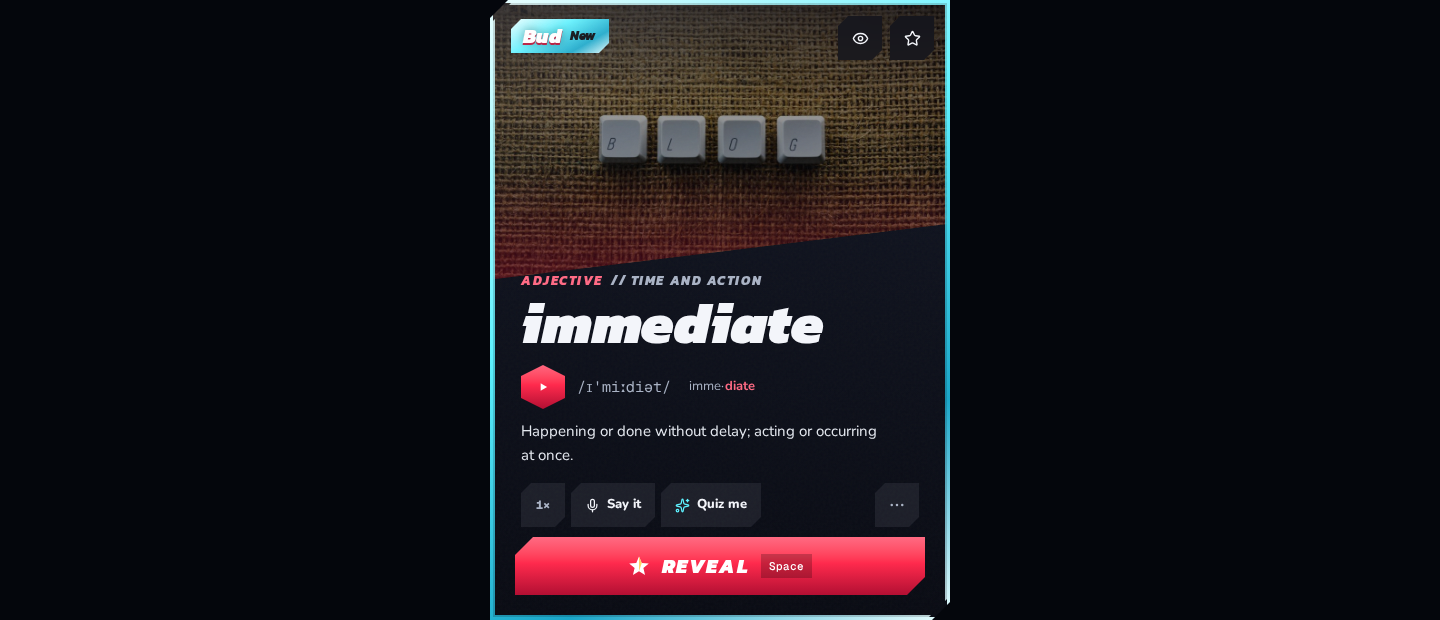 Bud New
B L O G
ADJECTIVE // TIME AND ACTION
immediate
/ɪˈmiːdiət/ imme·diate
Happening or done without delay; acting or occurring
at once.
1× Say it Quiz me ···
REVEAL Space